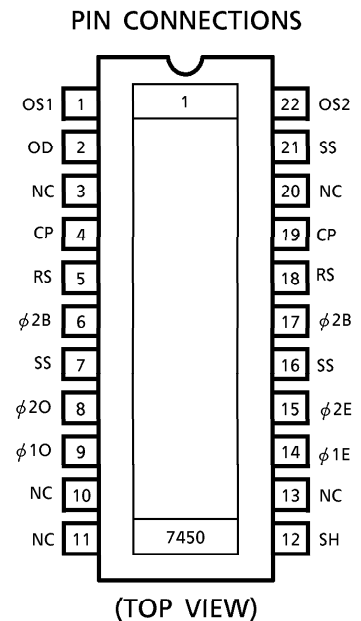 PIN CONNECTIONS
OS1 1 1 22 OS2
OD 2 21 SS
NC 3 20 NC
CP 4 19 CP
RS 5 18 RS
ϕ2B 6 17 ϕ2B
SS 7 16 SS
ϕ2O 8 15 ϕ2E
ϕ1O 9 14 ϕ1E
NC 10 13 NC
NC 11 7450 12 SH
(TOP VIEW)